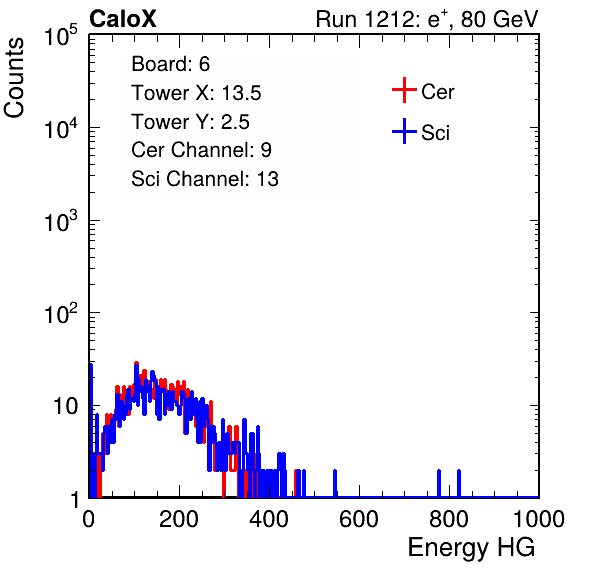 CaloX Run 1212: e⁺, 80 GeV
Counts
10⁵
10⁴
10³
10²
10
1
Board: 6
Tower X: 13.5
Tower Y: 2.5
Cer Channel: 9
Sci Channel: 13
Cer
Sci
0 200 400 600 800 1000
Energy HG